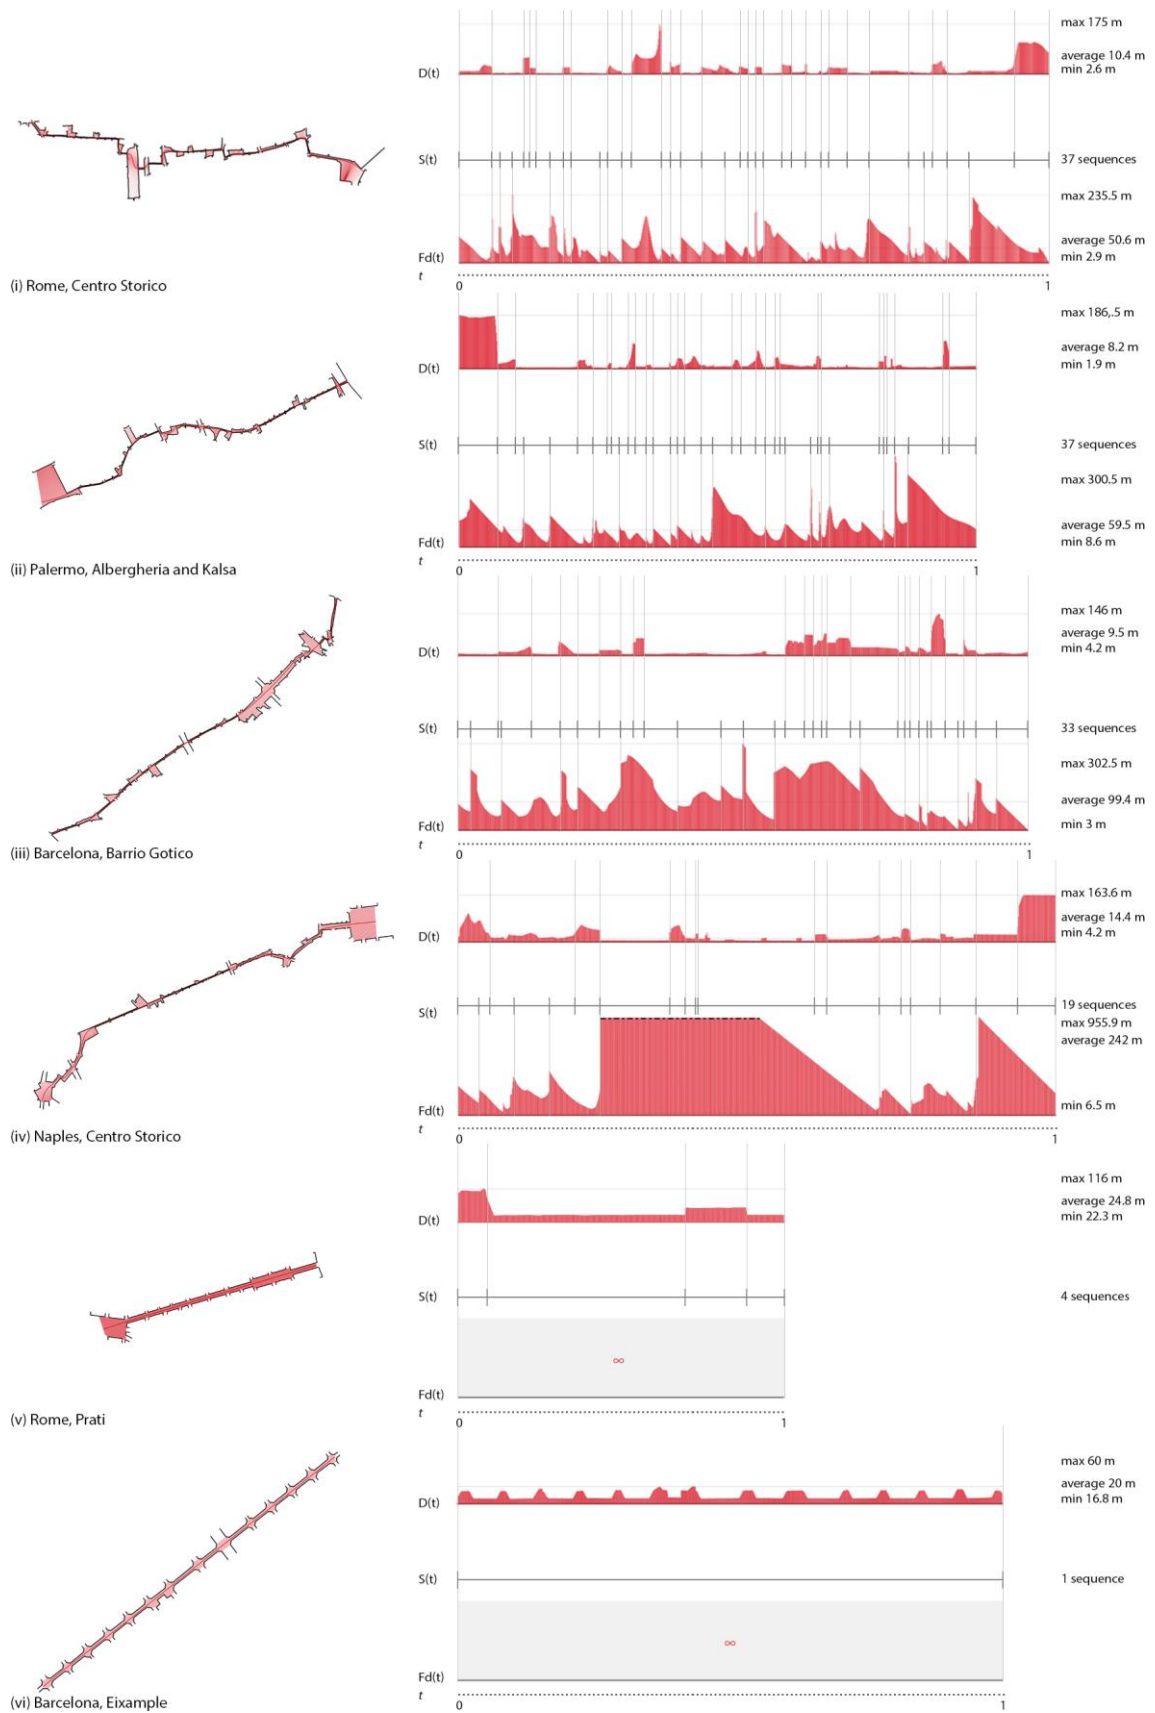 max 175 m
average 10.4 m
D(t)
min 2.6 m
S(t)
37 sequences
max 235.5 m
average 50.6 m
Fd(t)
min 2.9 m
t
0
1
(i) Rome, Centro Storico
max 186,.5 m
average 8.2 m
D(t)
min 1.9 m
S(t)
37 sequences
max 300.5 m
average 59.5 m
Fd(t)
min 8.6 m
t
0
1
(ii) Palermo, Albergheria and Kalsa
max 146 m
average 9.5 m
D(t)
min 4.2 m
S(t)
33 sequences
max 302.5 m
average 99.4 m
Fd(t)
min 3 m
t
0
1
(iii) Barcelona, Barrio Gotico
max 163.6 m
average 14.4 m
D(t)
min 4.2 m
19 sequences
S(t)
max 955.9 m
average 242 m
min 6.5 m
Fd(t)
t
0
1
(iv) Naples, Centro Storico
max 116 m
average 24.8 m
D(t)
min 22.3 m
S(t)
4 sequences
∞
Fd(t)
t
0
1
(v) Rome, Prati
max 60 m
average 20 m
D(t)
min 16.8 m
S(t)
1 sequence
∞
Fd(t)
t
0
1
(vi) Barcelona, Eixample